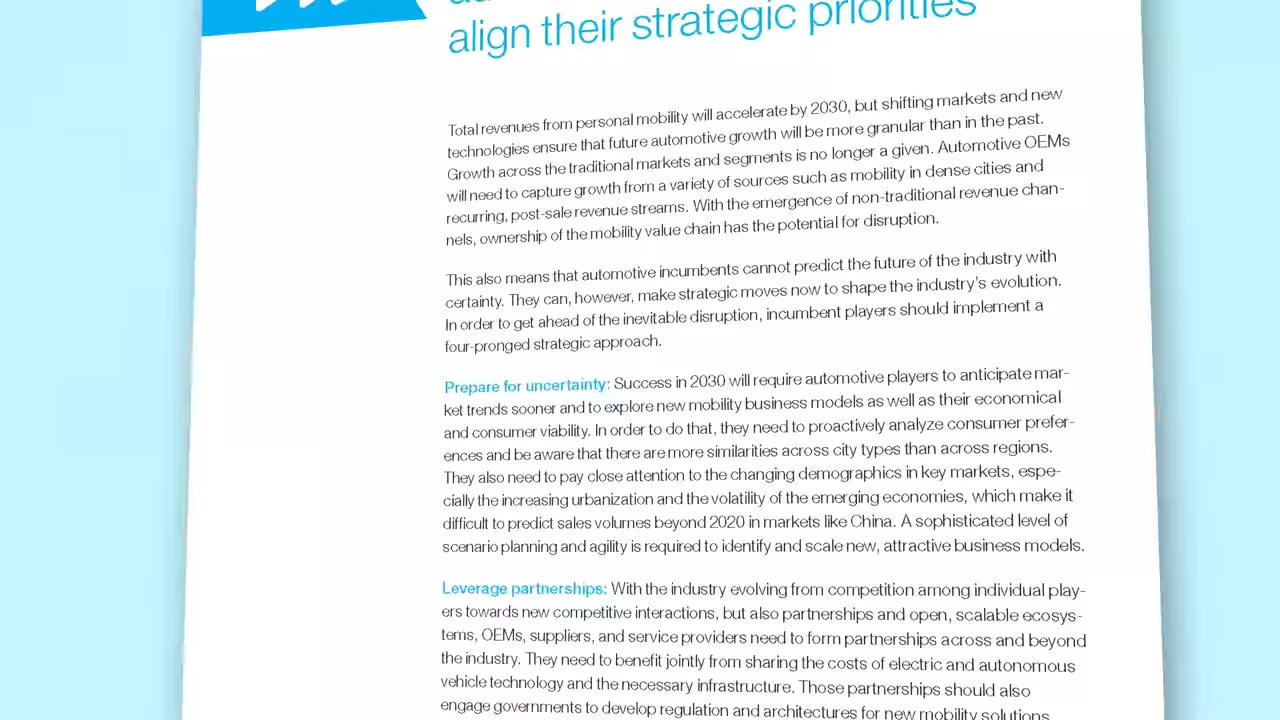 align their strategic priorities
Total revenues from personal mobility will accelerate by 2030, but shifting markets and new
technologies ensure that future automotive growth will be more granular than in the past.
Growth across the traditional markets and segments is no longer a given. Automotive OEMs
will need to capture growth from a variety of sources such as mobility in dense cities and
recurring, post-sale revenue streams. With the emergence of non-traditional revenue chan-
nels, ownership of the mobility value chain has the potential for disruption.
This also means that automotive incumbents cannot predict the future of the industry with
certainty. They can, however, make strategic moves now to shape the industry's evolution.
In order to get ahead of the inevitable disruption, incumbent players should implement a
four-pronged strategic approach.
Prepare for uncertainty: Success in 2030 will require automotive players to anticipate mar-
ket trends sooner and to explore new mobility business models as well as their economical
and consumer viability. In order to do that, they need to proactively analyze consumer prefer-
ences and be aware that there are more similarities across city types than across regions.
They also need to pay close attention to the changing demographics in key markets, espe-
cially the increasing urbanization and the volatility of the emerging economies, which make it
difficult to predict sales volumes beyond 2020 in markets like China. A sophisticated level of
scenario planning and agility is required to identify and scale new, attractive business models.
Leverage partnerships: With the industry evolving from competition among individual play-
ers towards new competitive interactions, but also partnerships and open, scalable ecosys-
tems, OEMs, suppliers, and service providers need to form partnerships across and beyond
the industry. They need to benefit jointly from sharing the costs of electric and autonomous
vehicle technology and the necessary infrastructure. Those partnerships should also
engage governments to develop regulation and architectures for new mobility solutions